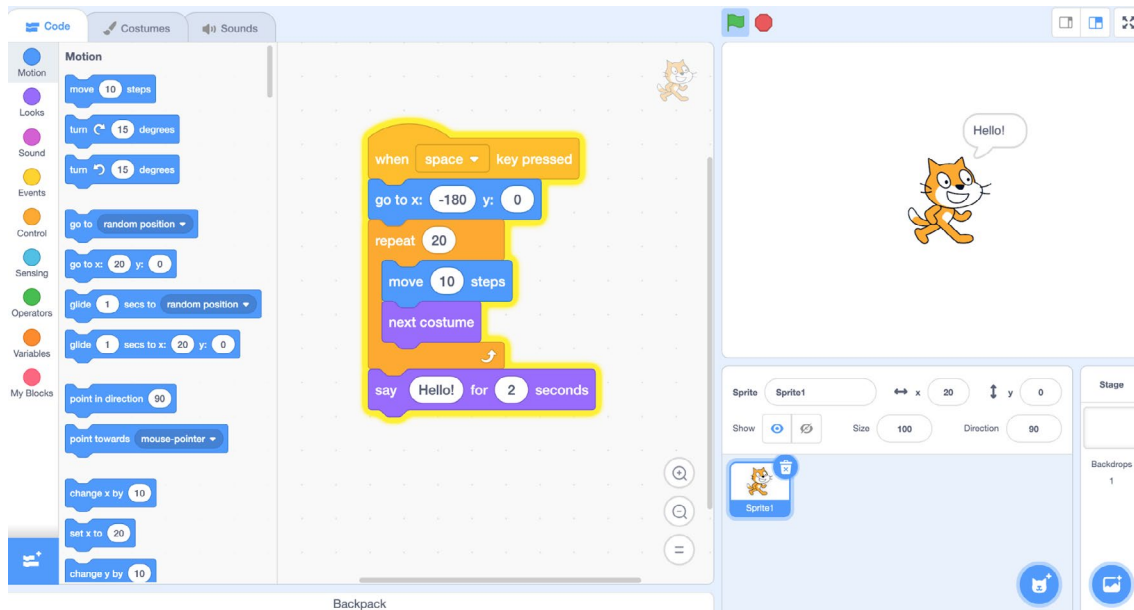 Code Costumes Sounds
Motion
Looks
Sound
Events
Control
Sensing
Operators
Variables
My Blocks
Motion
move 10 steps
turn 15 degrees
turn 15 degrees
go to random position
go to x: 20 y: 0
glide 1 secs to random position
glide 1 secs to x: 20 y: 0
point in direction 90
point towards mouse-pointer
change x by 10
set x to 20
change y by 10
when space key pressed
go to x: -180 y: 0
repeat 20
move 10 steps
next costume
say Hello! for 2 seconds
Backpack
Hello!
Sprite Sprite1 x 20 y 0
Show Size 100 Direction 90
Sprite1
Stage
Backdrops
1